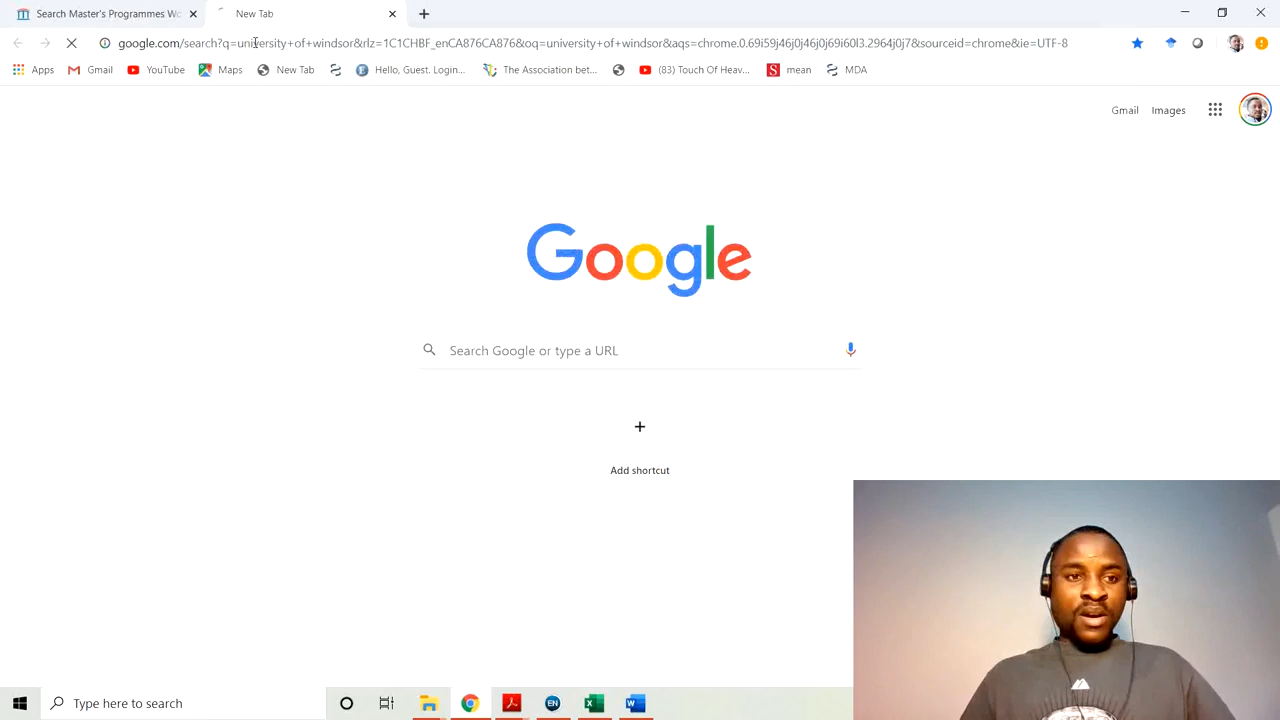 Search Master's Programmes Wo
New Tab
google.com/search?q=university+of+windsor&rlz=1C1CHBF_enCA876CA876&oq=university+of+windsor&aqs=chrome.0.69i59j46j0j46j0j69i60l3.2964j0j7&sourceid=chrome&ie=UTF-8
Apps Gmail YouTube Maps New Tab Hello, Guest. Login... The Association bet... (83) Touch Of Heav... mean MDA
Gmail Images
Google
Search Google or type a URL
Add shortcut
Type here to search